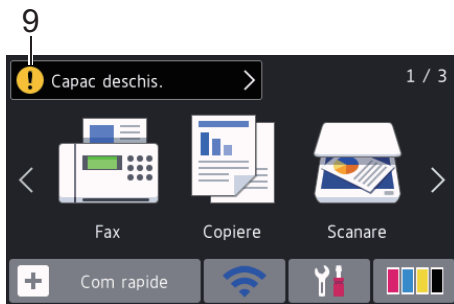 9
! Capac deschis.
1 / 3
Fax
Copiere
Scanare
+ Com rapide